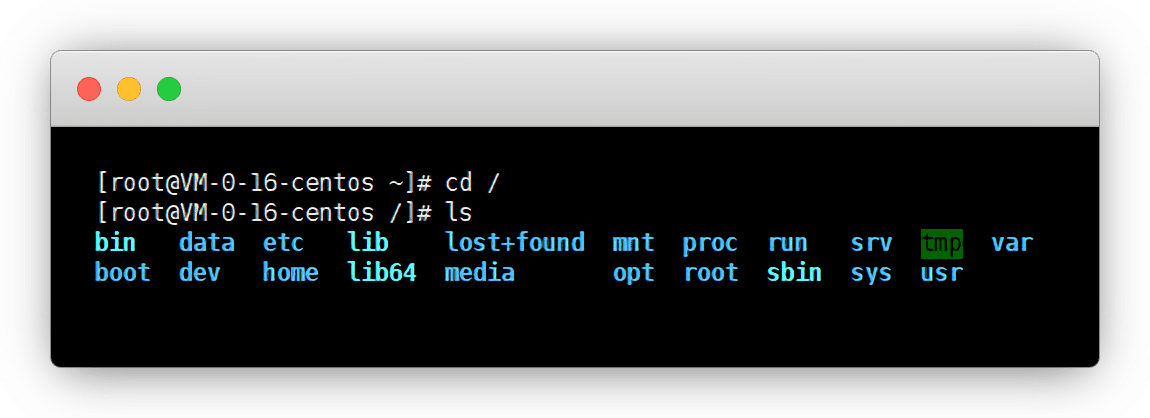 [root@VM-0-16-centos ~]# cd /
[root@VM-0-16-centos /]# ls
bin   data  etc   lib    lost+found  mnt  proc  run   srv  tmp  var
boot  dev   home  lib64  media       opt  root  sbin  sys  usr